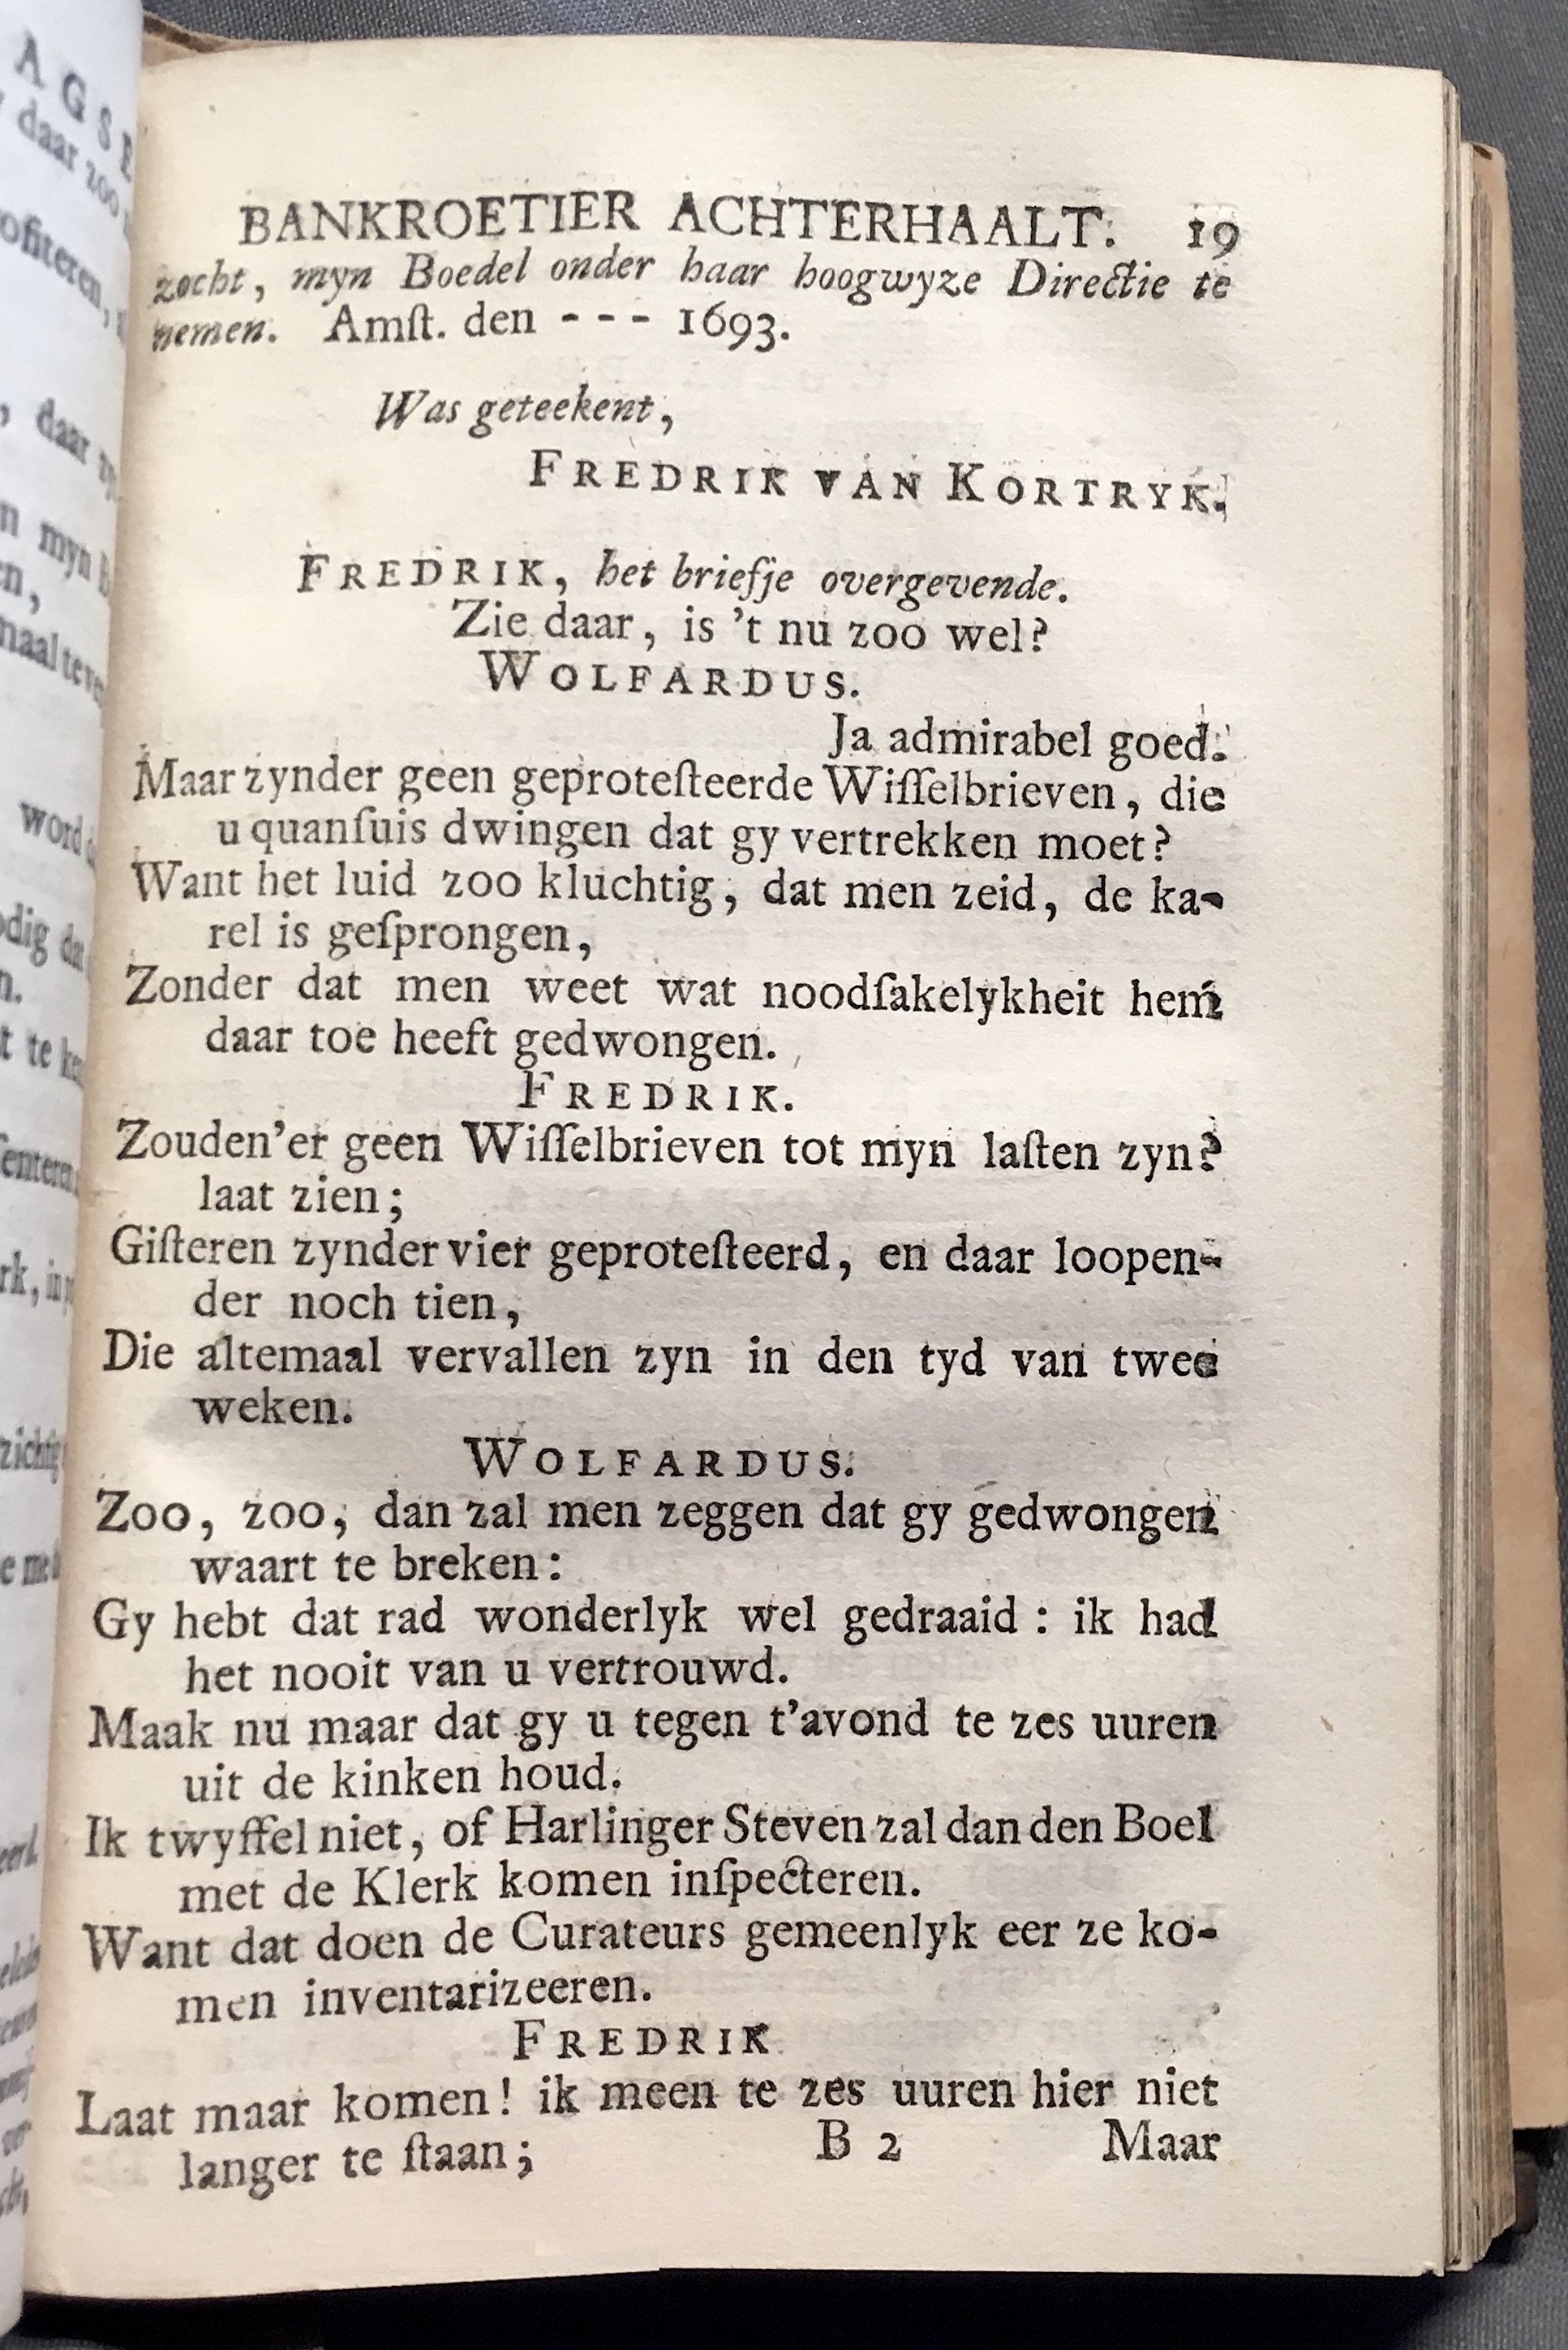 BANKROETIER ACHTERHAALT. 19
zocht, myn Boedel onder haar hoogwyze Directie te
nemen. Amſt. den - - - 1693.
Was geteekent,
FREDRIK VAN KORTRYK.
FREDRIK, het briefje overgevende.
Zie daar, is 't nu zoo wel?
WOLFARDUS.
Ja admirabel goed.
Maar zynder geen geproteſteerde Wiſſelbrieven, die
u quanſuis dwingen dat gy vertrekken moet?
Want het luid zoo kluchtig, dat men zeid, de ka-
rel is geſprongen,
Zonder dat men weet wat noodſakelykheit hem
daar toe heeft gedwongen.
FREDRIK.
Zouden'er geen Wiſſelbrieven tot myn laſten zyn?
laat zien;
Giſteren zynder vier geproteſteerd, en daar loopen-
der noch tien,
Die altemaal vervallen zyn in den tyd van twee
weken.
WOLFARDUS.
Zoo, zoo, dan zal men zeggen dat gy gedwongen
waart te breken:
Gy hebt dat rad wonderlyk wel gedraaid: ik had
het nooit van u vertrouwd.
Maak nu maar dat gy u tegen t'avond te zes uuren
uit de kinken houd.
Ik twyffel niet, of Harlinger Steven zal dan den Boel
met de Klerk komen inſpecteren.
Want dat doen de Curateurs gemeenlyk eer ze ko-
men inventarizeeren.
FREDRIK
Laat maar komen! ik meen te zes uuren hier niet
langer te ſtaan;
B 2 Maar